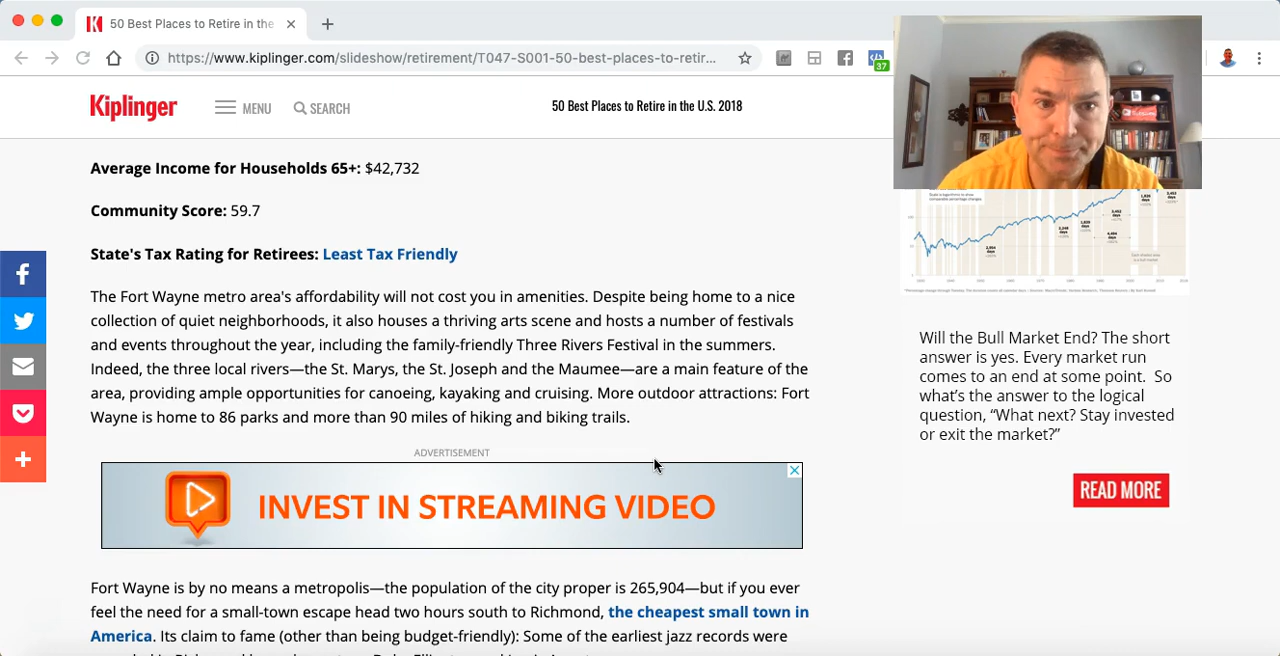 50 Best Places to Retire in the
https://www.kiplinger.com/slideshow/retirement/T047-S001-50-best-places-to-retir...
37
Kiplinger
MENU
SEARCH
50 Best Places to Retire in the U.S. 2018
Average Income for Households 65+: $42,732
Community Score: 59.7
State's Tax Rating for Retirees: Least Tax Friendly
The Fort Wayne metro area's affordability will not cost you in amenities. Despite being home to a nice
collection of quiet neighborhoods, it also houses a thriving arts scene and hosts a number of festivals
and events throughout the year, including the family-friendly Three Rivers Festival in the summers.
Indeed, the three local rivers—the St. Marys, the St. Joseph and the Maumee—are a main feature of the
area, providing ample opportunities for canoeing, kayaking and cruising. More outdoor attractions: Fort
Wayne is home to 86 parks and more than 90 miles of hiking and biking trails.
ADVERTISEMENT
INVEST IN STREAMING VIDEO
Fort Wayne is by no means a metropolis—the population of the city proper is 265,904—but if you ever
feel the need for a small-town escape head two hours south to Richmond, the cheapest small town in
America. Its claim to fame (other than being budget-friendly): Some of the earliest jazz records were
Will the Bull Market End? The short
answer is yes. Every market run
comes to an end at some point. So
what's the answer to the logical
question, "What next? Stay invested
or exit the market?"
READ MORE